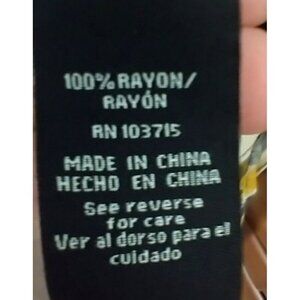 100% RAYON/
RAYÓN
RN 103715
MADE IN CHINA
HECHO EN CHINA
See reverse
for care
Ver al dorso para el
cuidado